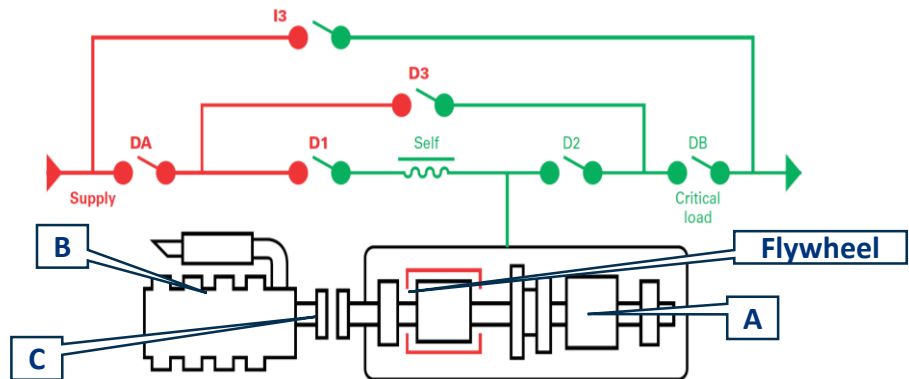 I3
D3
DA
D1
Self
D2
DB
Supply
Critical
load
B
Flywheel
A
C